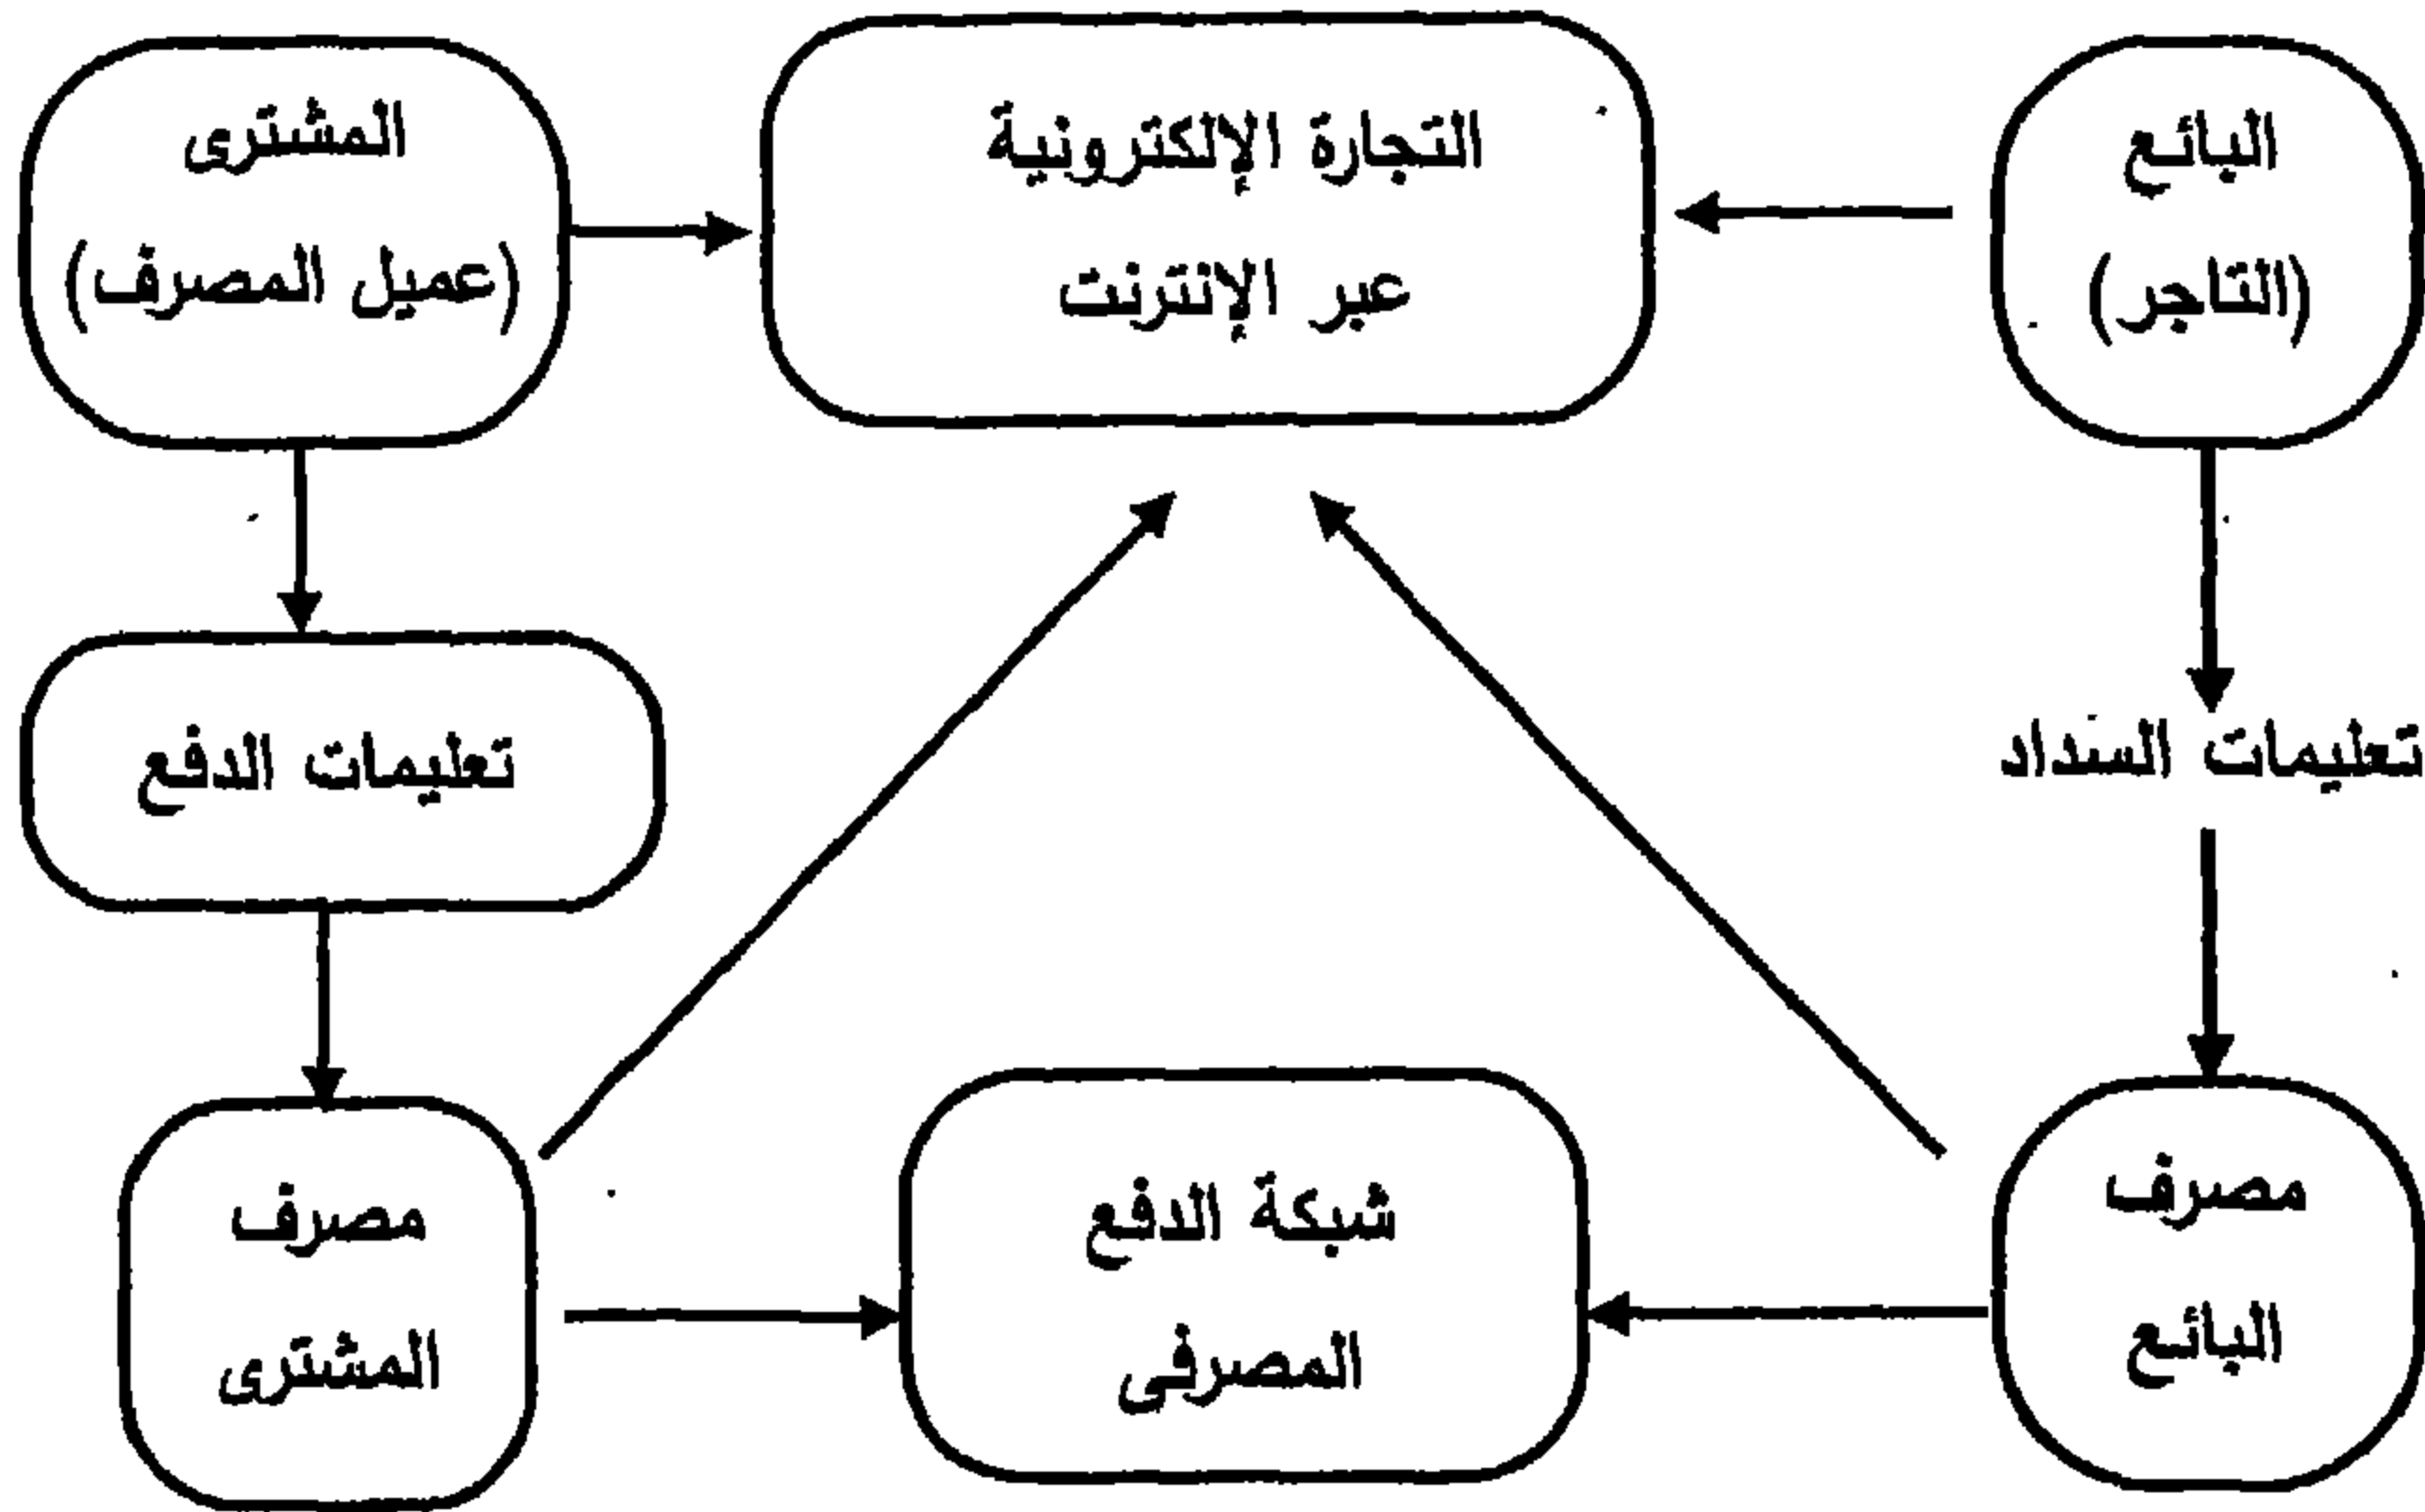 البائع
(التاجر)
التجارة الإلكترونية
عبر الإنترنت
المشترى
(عميل المصرف)
تعليمات السداد
تعليمات الدفع
مصرف
البائع
شبكة الدفع
المصرفى
مصرف
المشترى